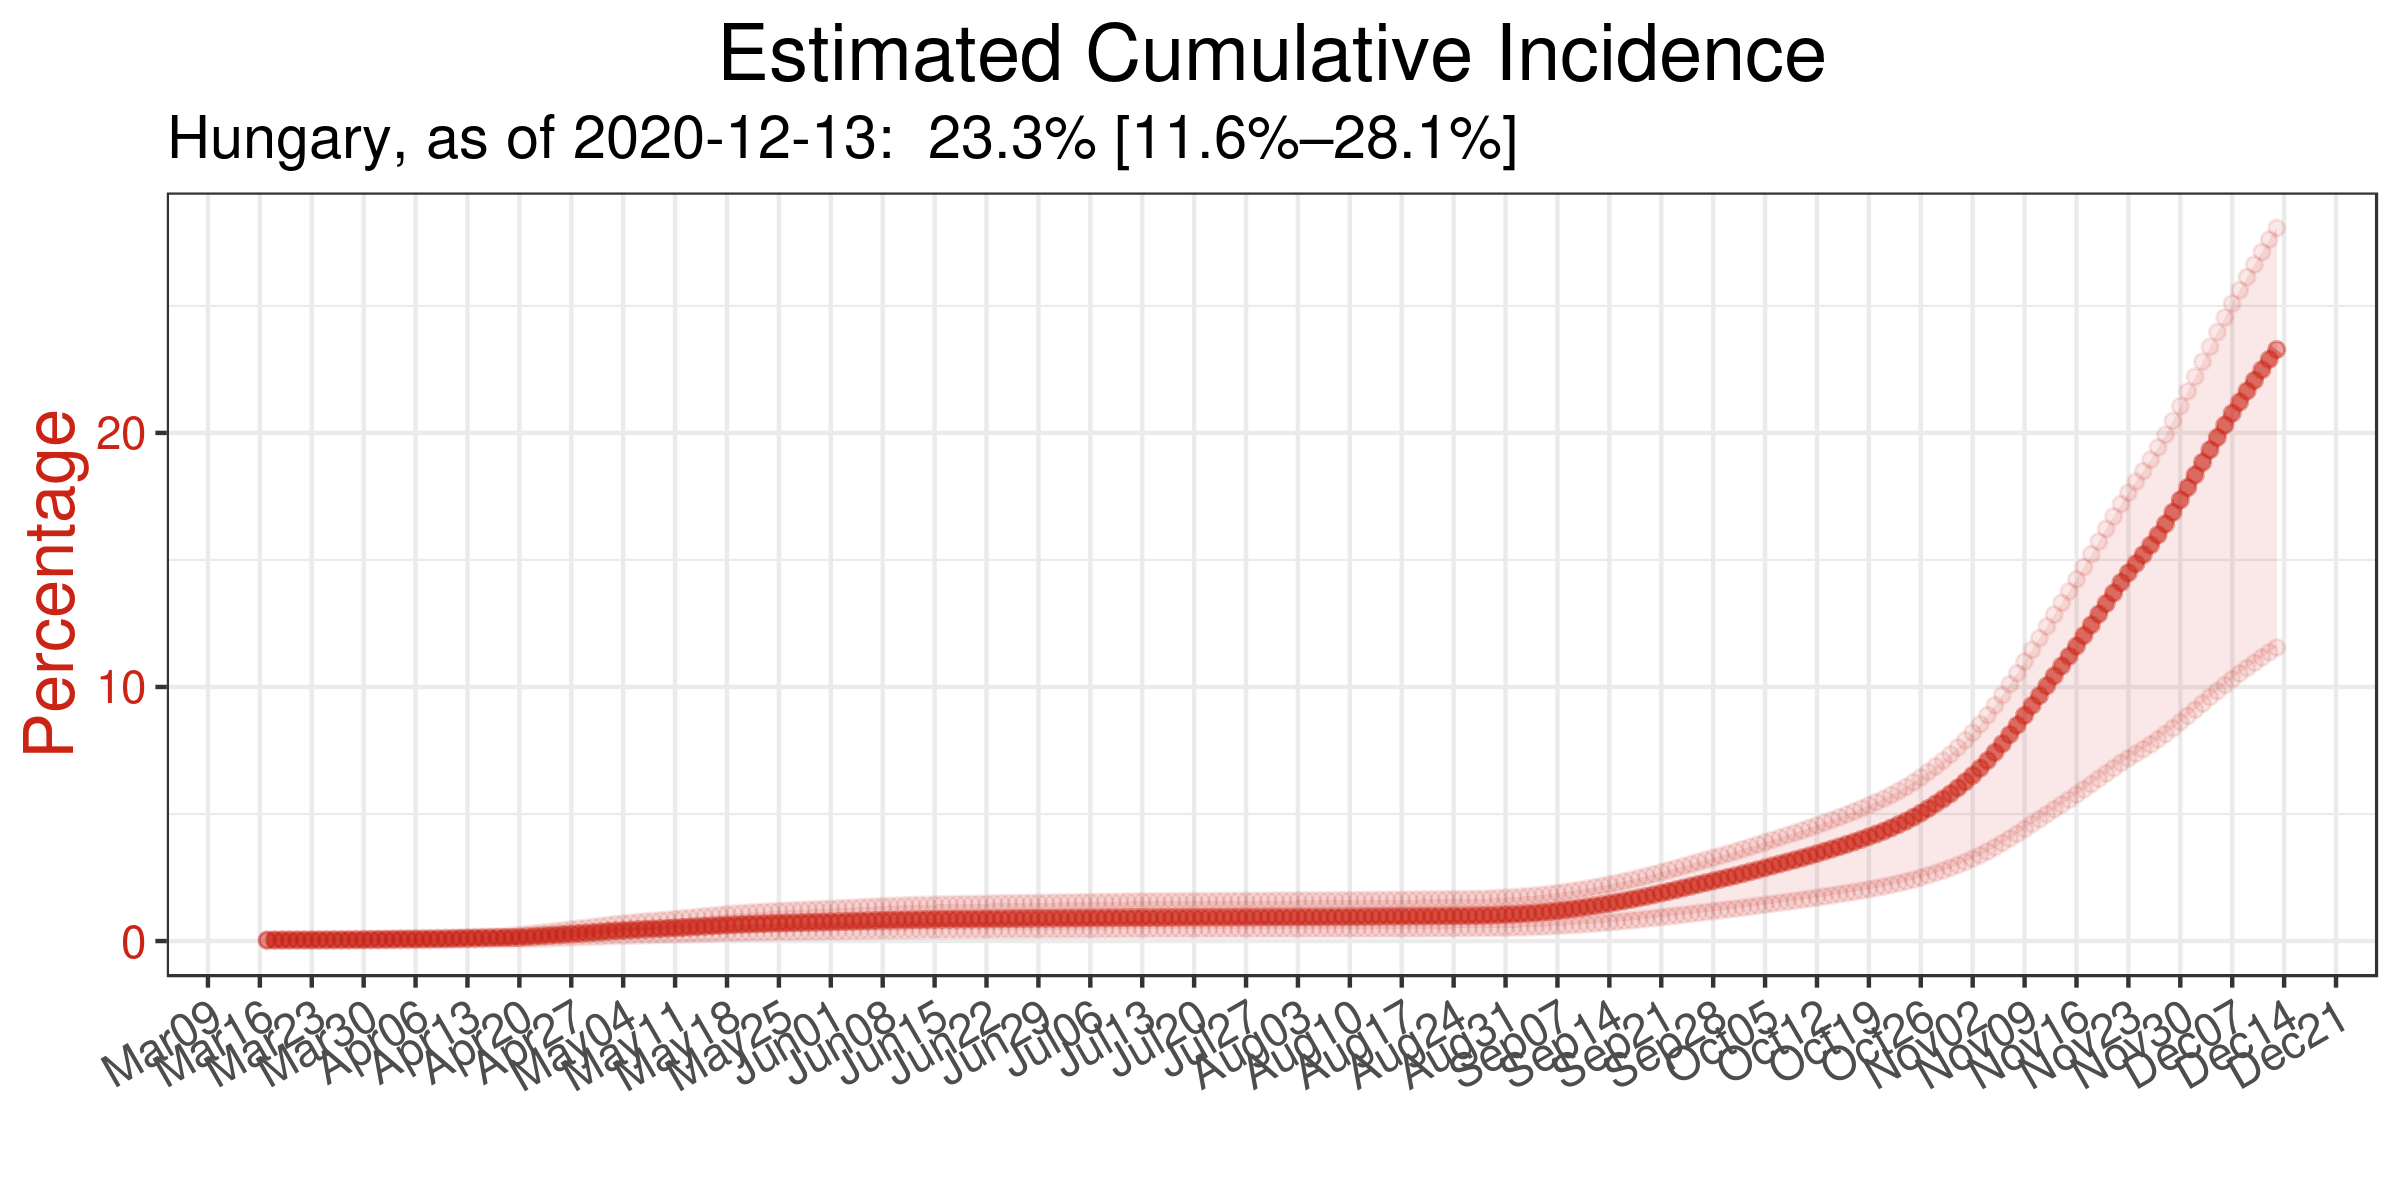 Estimated Cumulative Incidence
Hungary, as of 2020-12-13:  23.3% [11.6%–28.1%]
Percentage
20
10
0
Mar09
Mar16
Mar23
Mar30
Apr06
Apr13
Apr20
Apr27
May04
May11
May18
May25
Jun01
Jun08
Jun15
Jun22
Jun29
Jul06
Jul13
Jul20
Jul27
Aug03
Aug10
Aug17
Aug24
Aug31
Sep07
Sep14
Sep21
Sep28
Oct05
Oct12
Oct19
Oct26
Nov02
Nov09
Nov16
Nov23
Nov30
Dec07
Dec14
Dec21